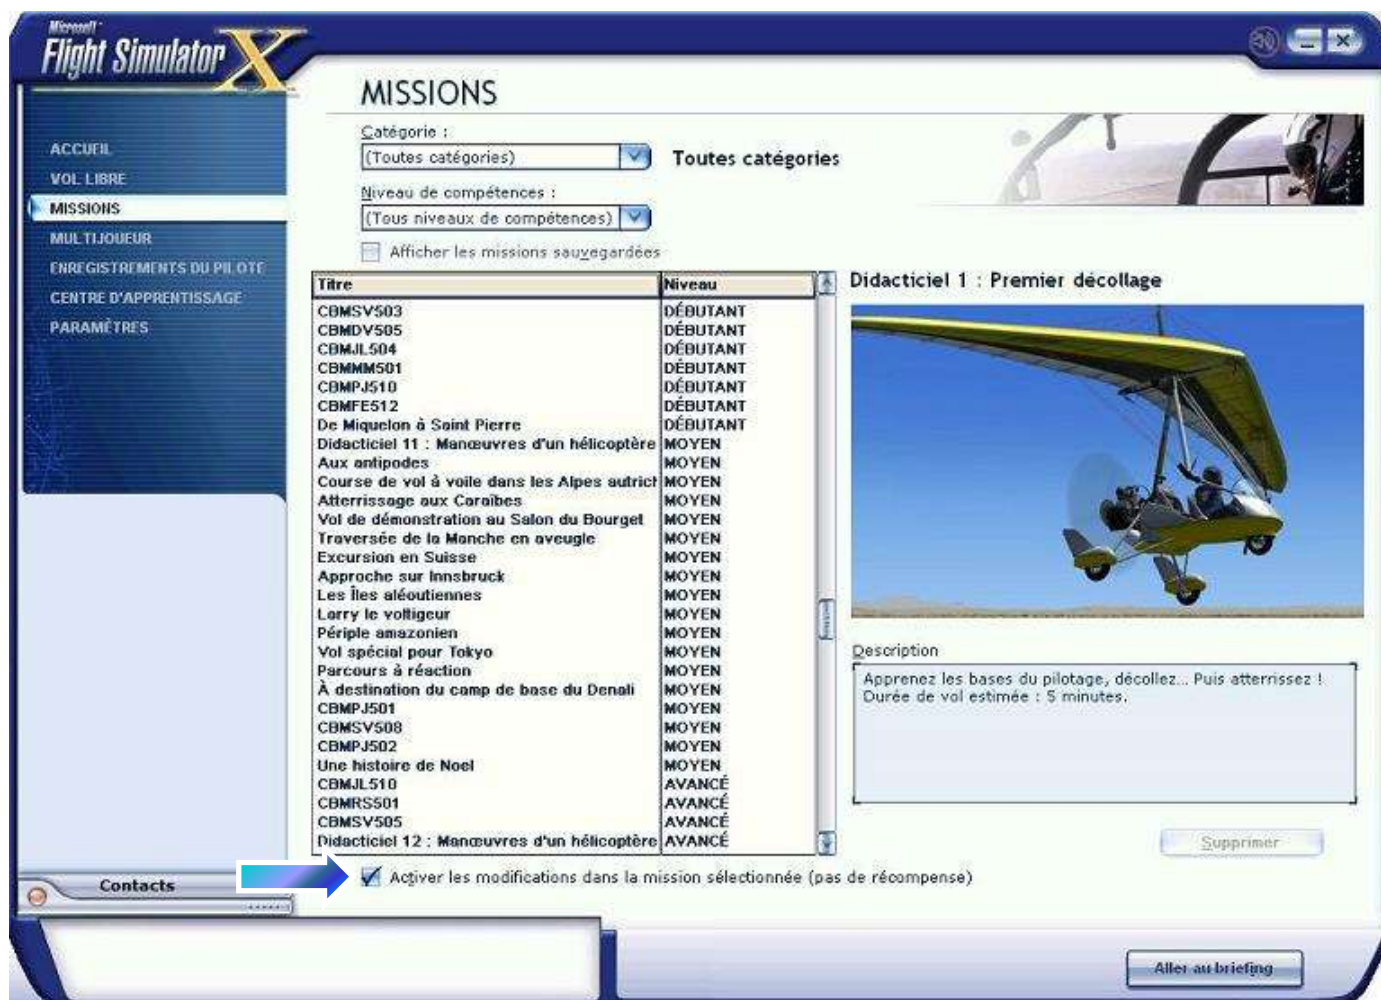 Microsoft
Flight Simulator X
MISSIONS
Catégorie :
(Toutes catégories)
Toutes catégories
Niveau de compétences :
(Tous niveaux de compétences)
Afficher les missions sauvegardées
ACCUEIL
VOL LIBRE
MISSIONS
MULTIJOUEUR
ENREGISTREMENTS DU PILOTE
CENTRE D'APPRENTISSAGE
PARAMÈTRES
Titre Niveau
CBMSV503 DÉBUTANT
CBMDV505 DÉBUTANT
CBMJL504 DÉBUTANT
CBMMM501 DÉBUTANT
CBMPJ510 DÉBUTANT
CBMFE512 DÉBUTANT
De Miquelon à Saint Pierre DÉBUTANT
Didacticiel 11 : Manœuvres d'un hélicoptère MOYEN
Aux antipodes MOYEN
Course de vol à voile dans les Alpes autrich MOYEN
Atterrissage aux Caraïbes MOYEN
Vol de démonstration au Salon du Bourget MOYEN
Traversée de la Manche en aveugle MOYEN
Excursion en Suisse MOYEN
Approche sur Innsbruck MOYEN
Les Îles aléoutiennes MOYEN
Larry le voltigeur MOYEN
Périple amazonien MOYEN
Vol spécial pour Tokyo MOYEN
Parcours à réaction MOYEN
À destination du camp de base du Denali MOYEN
CBMPJ501 MOYEN
CBMSV508 MOYEN
CBMPJ502 MOYEN
Une histoire de Noel MOYEN
CBMJL510 AVANCÉ
CBMRS501 AVANCÉ
CBMSV505 AVANCÉ
Didacticiel 12 : Manœuvres d'un hélicoptère AVANCÉ
Didacticiel 1 : Premier décollage
Description
Apprenez les bases du pilotage, décollez... Puis atterrissez !
Durée de vol estimée : 5 minutes.
Supprimer
Activer les modifications dans la mission sélectionnée (pas de récompense)
Contacts
Aller au briefing